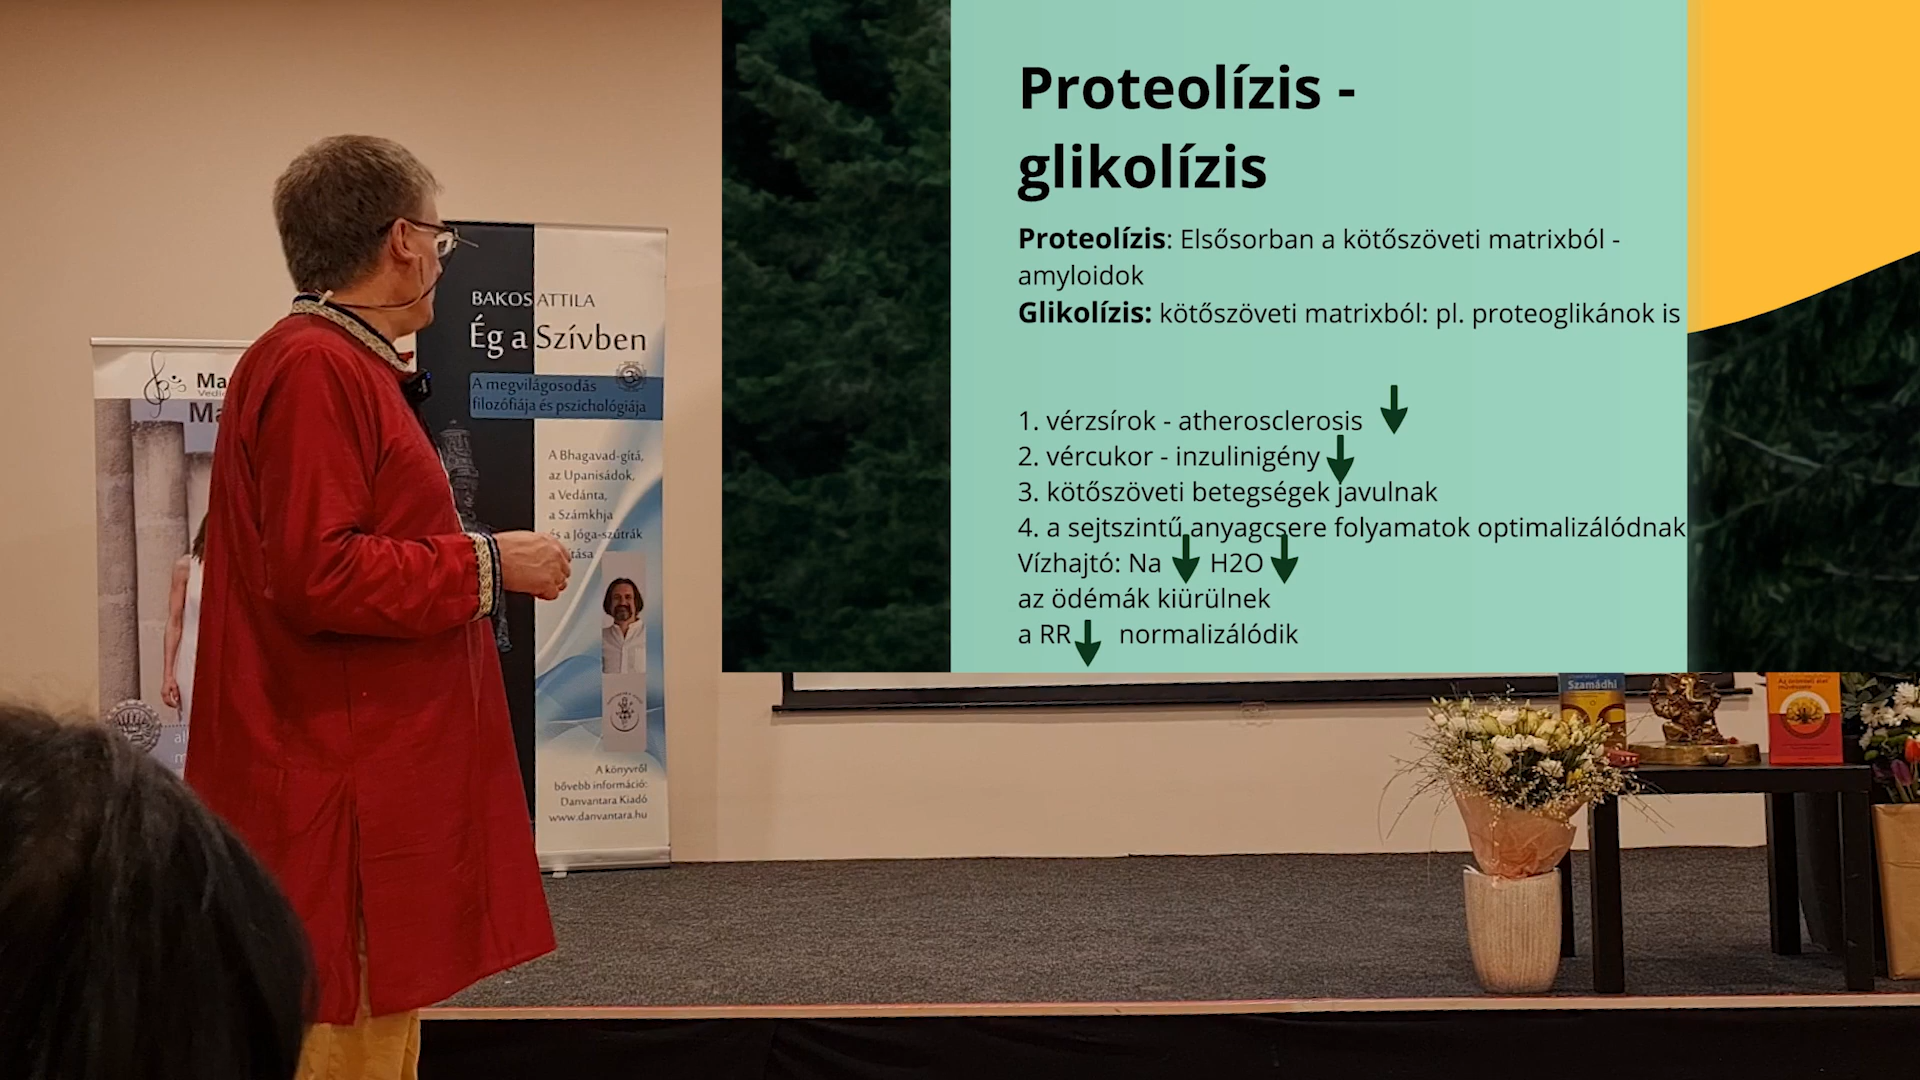 Proteolízis -
glikolízis
Proteolízis: Elsősorban a kötőszöveti matrixból -
amyloidok
Glikolízis: kötőszöveti matrixból: pl. proteoglikánok is
1. vérzsírok - atherosclerosis
2. vércukor - inzulinigény
3. kötőszöveti betegségek javulnak
4. a sejtszintű anyagcsere folyamatok optimalizálódnak
Vízhajtó: Na H2O
az ödémák kiürülnek
a RR normalizálódik
BAKOS ATTILA
Ég a Szívben
A megvilágosodás
filozófiája és pszichológiája
A Bhagavad-gítá,
az Upanisádok,
a Vedánta,
a Számkhja
és a Jóga-szútrák
A könyvről
bővebb információ:
Danvantara Kiadó
www.danvantara.hu
Szamádhi